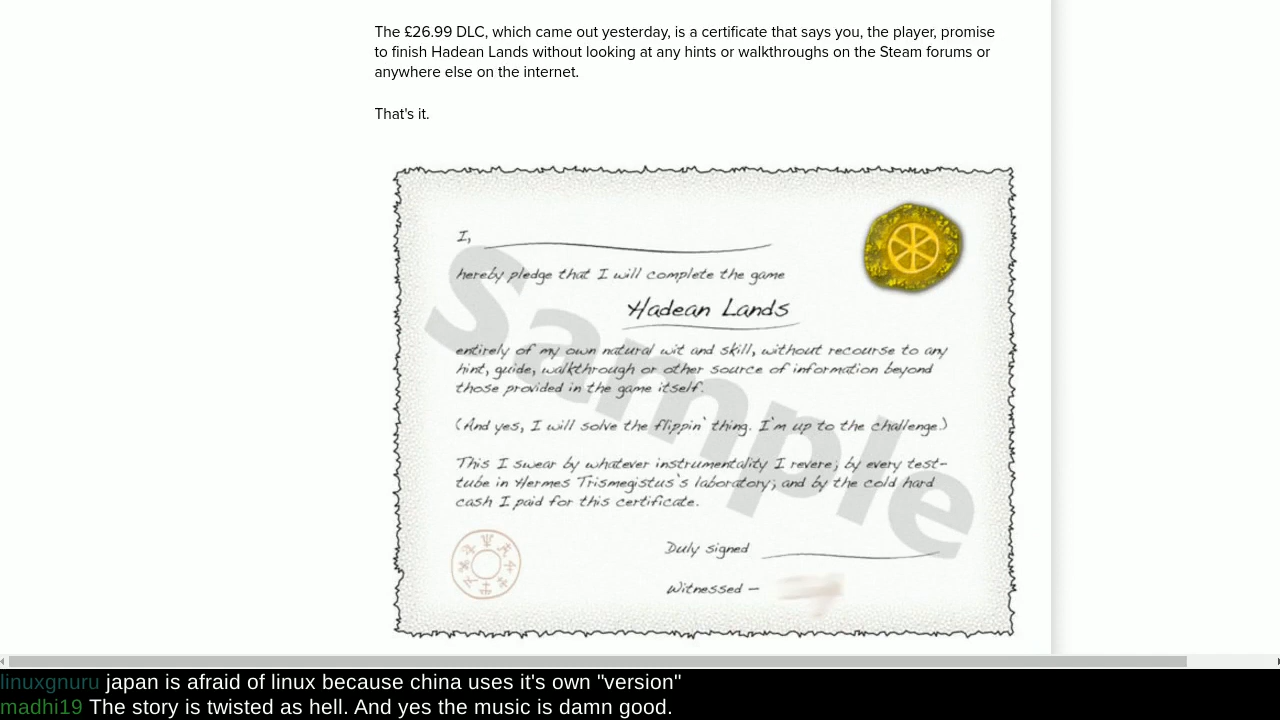 The £26.99 DLC, which came out yesterday, is a certificate that says you, the player, promise
to finish Hadean Lands without looking at any hints or walkthroughs on the Steam forums or
anywhere else on the internet.
That's it.
I,
hereby pledge that I will complete the game
Hadean Lands
entirely of my own natural wit and skill, without recourse to any
hint, guide, walkthrough or other source of information beyond
those provided in the game itself.
(And yes, I will solve the flippin' thing. I'm up to the challenge.)
This I swear by whatever instrumentality I revere; by every test-
tube in Hermes Trismegistus's laboratory; and by the cold hard
cash I paid for this certificate.
Duly signed
Witnessed —
Sample
linuxgnuru japan is afraid of linux because china uses it's own "version"
madhi19 The story is twisted as hell. And yes the music is damn good.